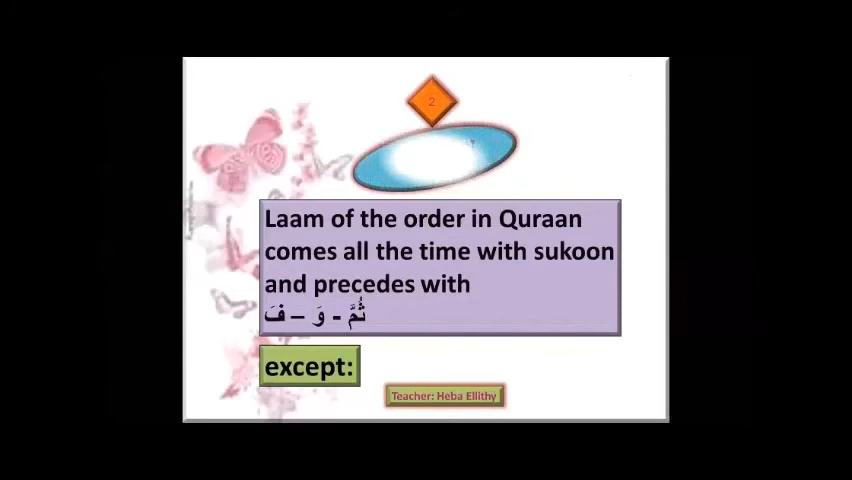 2
Laam of the order in Quraan
comes all the time with sukoon
and precedes with
ثُمَّ - وَ – فَ
except:
Teacher: Heba Ellithy